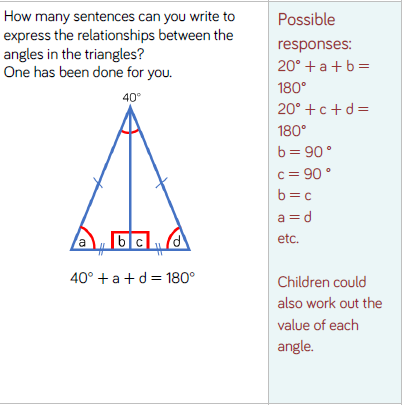 How many sentences can you write to
express the relationships between the
angles in the triangles?
One has been done for you.
40°
a
b
c
d
40° + a + d = 180°
Possible
responses:
20° + a + b =
180°
20° + c + d =
180°
b = 90 °
c = 90 °
b = c
a = d
etc.
Children could
also work out the
value of each
angle.